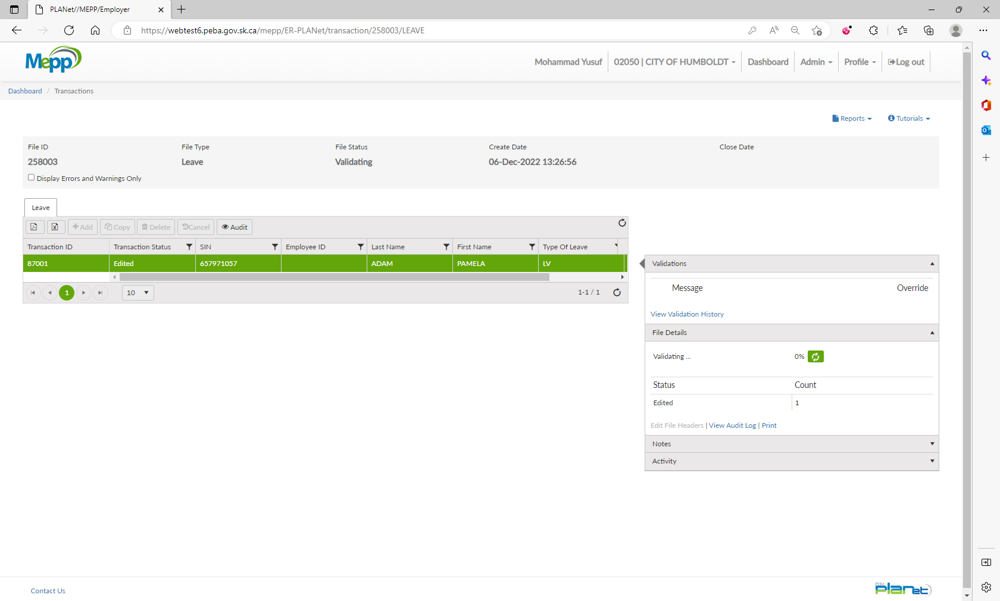 PLANet//MEPP/Employer
https://webtest6.peba.gov.sk.ca/mepp/ER-PLANet/transaction/258003/LEAVE
Mepp
Mohammad Yusuf
02050 | CITY OF HUMBOLDT
Dashboard
Admin
Profile
Log out
Dashboard / Transactions
Reports
Tutorials
File ID
File Type
File Status
Create Date
Close Date
258003
Leave
Validating
06-Dec-2022 13:26:56
Display Errors and Warnings Only
Leave
Add
Copy
Delete
Cancel
Audit
Transaction ID
Transaction Status
SIN
Employee ID
Last Name
First Name
Type Of Leave
87001
Edited
657971057
ADAM
PAMELA
LV
1
10
1-1 / 1
Validations
Message
Override
View Validation History
File Details
Validating ...
0%
Status
Count
Edited
1
Edit File Headers | View Audit Log | Print
Notes
Activity
Contact Us
PEBA
PLANet